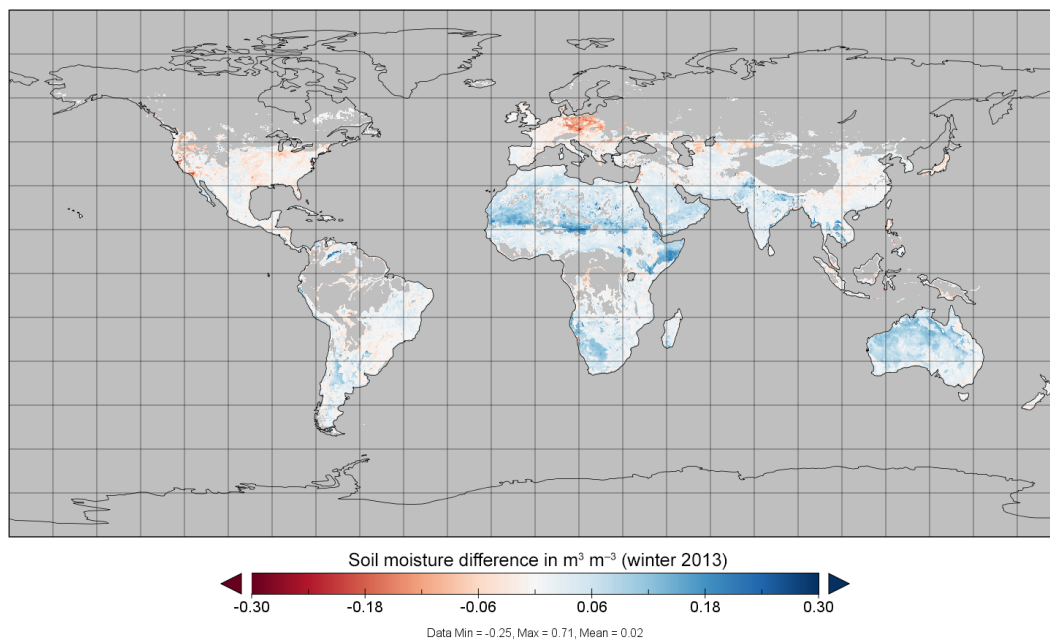 Soil moisture difference in m³ m⁻³ (winter 2013)
-0.30 -0.18 -0.06 0.06 0.18 0.30
Data Min = -0.25, Max = 0.71, Mean = 0.02